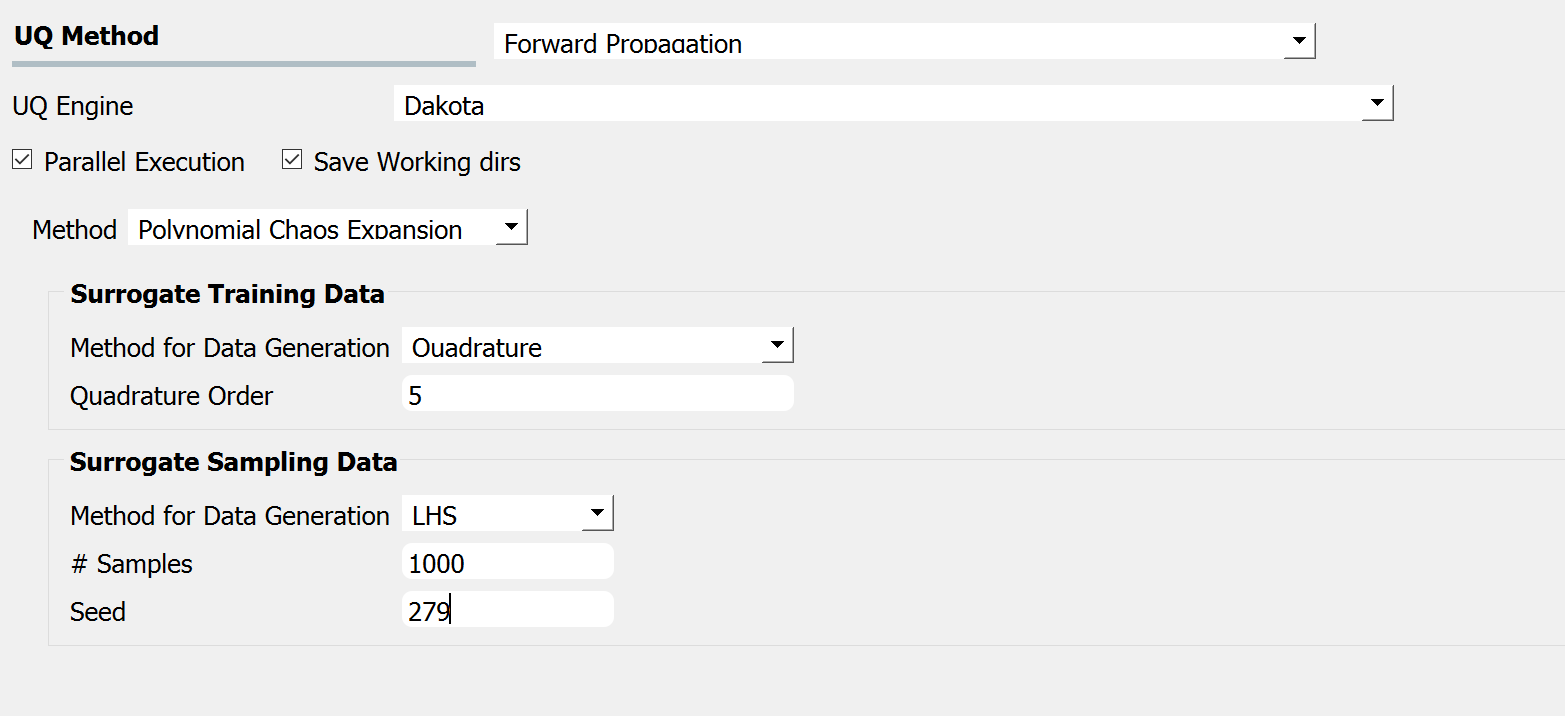 UQ Method Forward Propagation
UQ Engine Dakota
Parallel Execution Save Working dirs
Method Polynomial Chaos Expansion
Surrogate Training Data
Method for Data Generation Quadrature
Quadrature Order 5
Surrogate Sampling Data
Method for Data Generation LHS
# Samples 1000
Seed 279